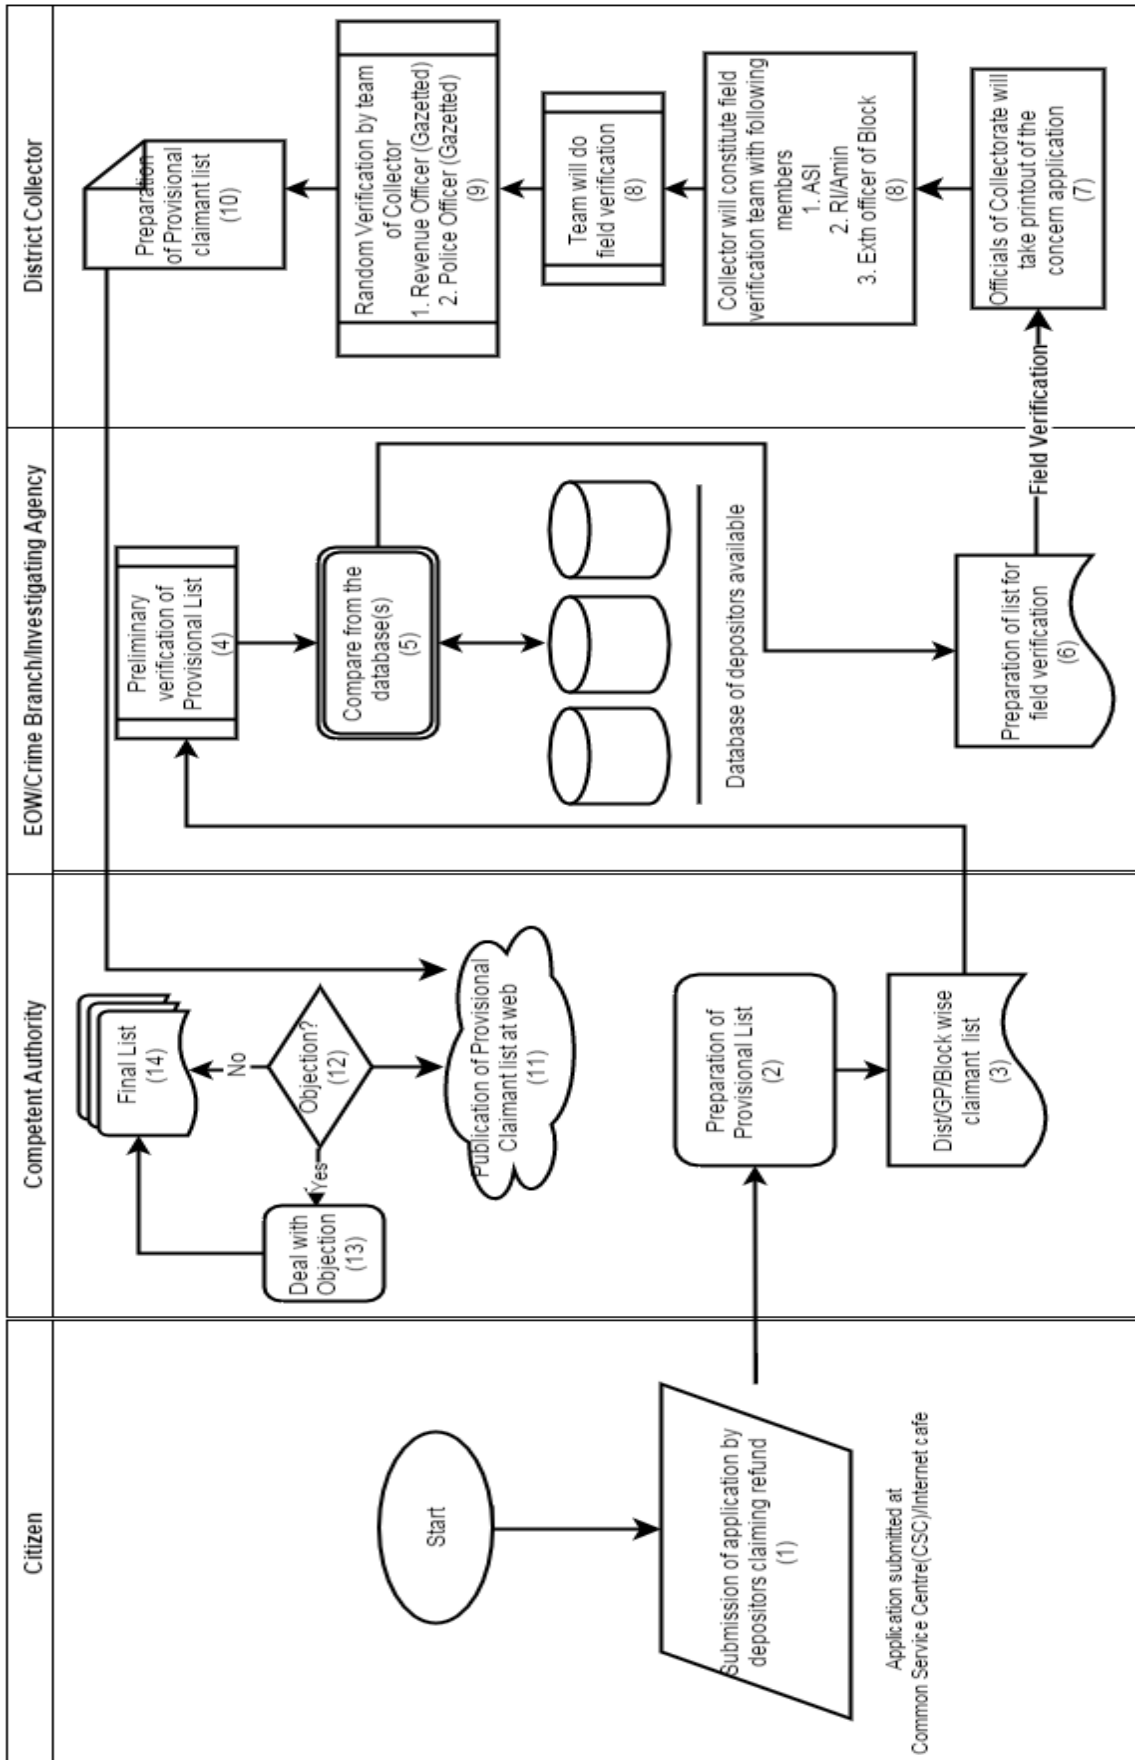 Citizen
Competent Authority
EOW/Crime Branch/Investigating Agency
District Collector
Start
Submission of application by
depositors claiming refund
(1)
Application submitted at
Common Service Centre(CSC)/Internet cafe
Final List
(14)
No
Objection?
(12)
Yes
Deal with
Objection
(13)
Publication of Provisional
Claimant list at web
(11)
Preparation of
Provisional List
(2)
Dist/GP/Block wise
claimant list
(3)
Preliminary
verification of
Provisional List
(4)
Compare from the
database(s)
(5)
Database of depositors available
Preparation of list for
field verification
(6)
Field Verification
Preparation
of Provisional
claimant list
(10)
Random Verification by team
of Collector
1. Revenue Officer (Gazetted)
2. Police Officer (Gazetted)
(9)
Team will do
field verification
(8)
Collector will constitute field
verification team with following
members
1. ASI
2. RI/Amin
3. Extn officer of Block
(8)
Officials of Collectorate will
take printout of the
concern application
(7)